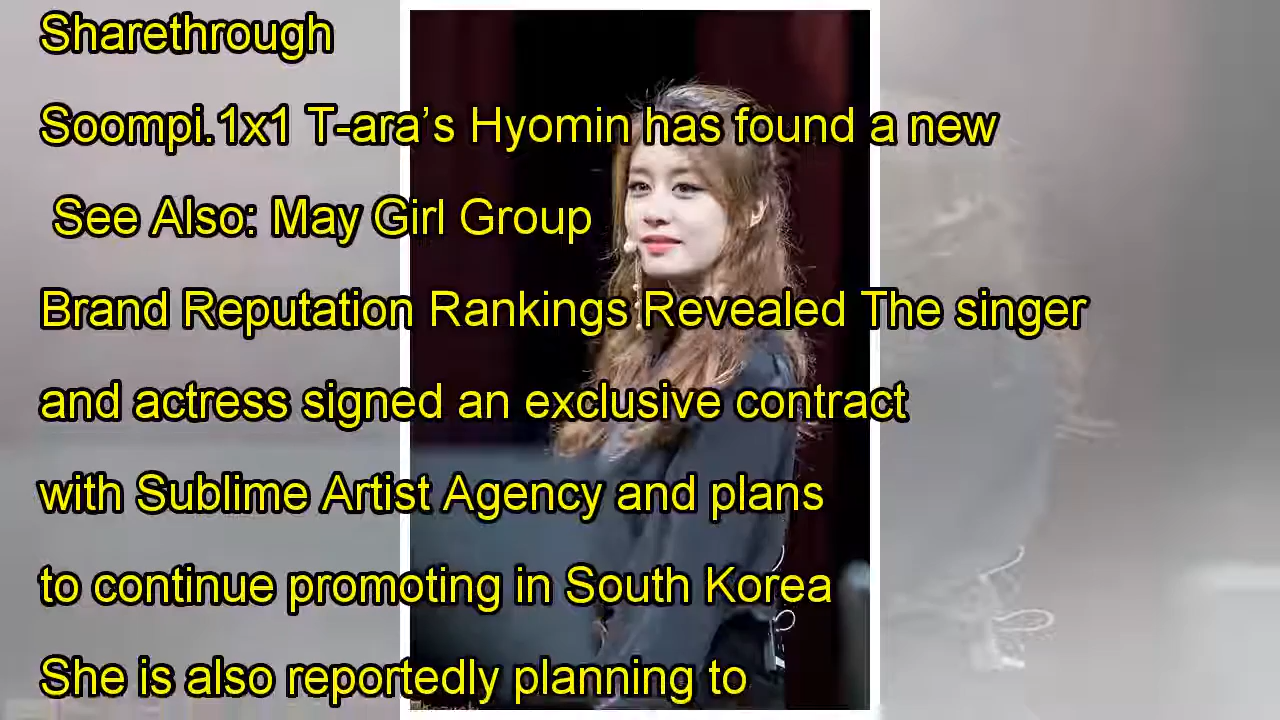 Sharethrough
Soompi.1x1 T-ara’s Hyomin has found a new
See Also: May Girl Group
Brand Reputation Rankings Revealed The singer
and actress signed an exclusive contract
with Sublime Artist Agency and plans
to continue promoting in South Korea
She is also reportedly planning to